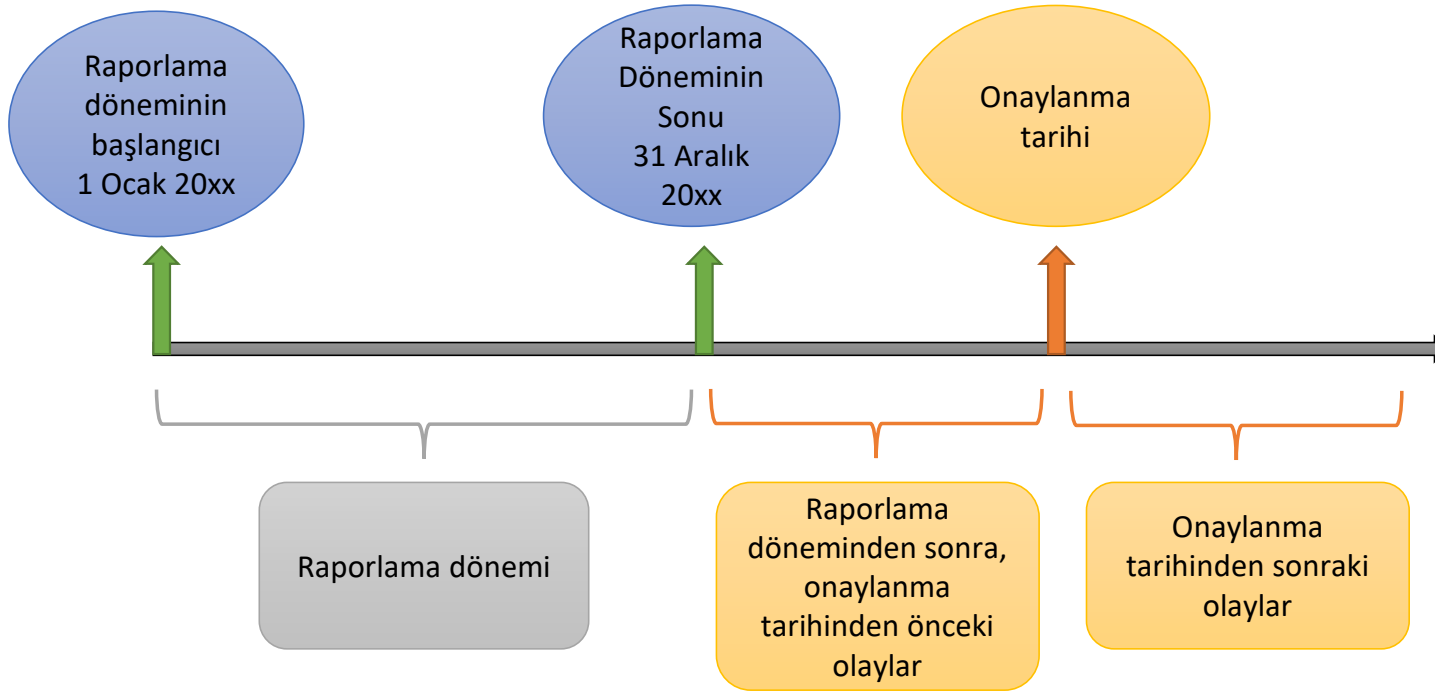 Raporlama
döneminin
başlangıcı
1 Ocak 20xx
Raporlama
Döneminin
Sonu
31 Aralık
20xx
Onaylanma
tarihi
Raporlama dönemi
Raporlama
döneminden sonra,
onaylanma
tarihinden önceki
olaylar
Onaylanma
tarihinden sonraki
olaylar